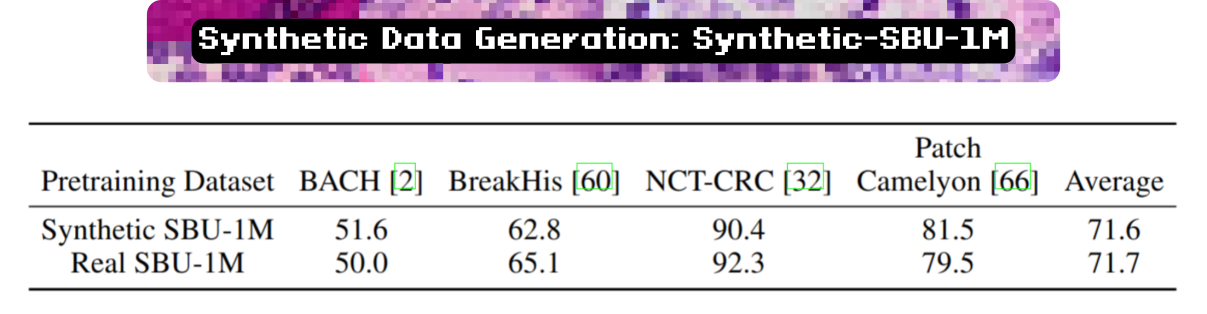 Synthetic Data Generation: Synthetic-SBU-1M
Patch
Pretraining Dataset BACH [2] BreakHis [60] NCT-CRC [32] Camelyon [66] Average
Synthetic SBU-1M 51.6 62.8 90.4 81.5 71.6
Real SBU-1M 50.0 65.1 92.3 79.5 71.7